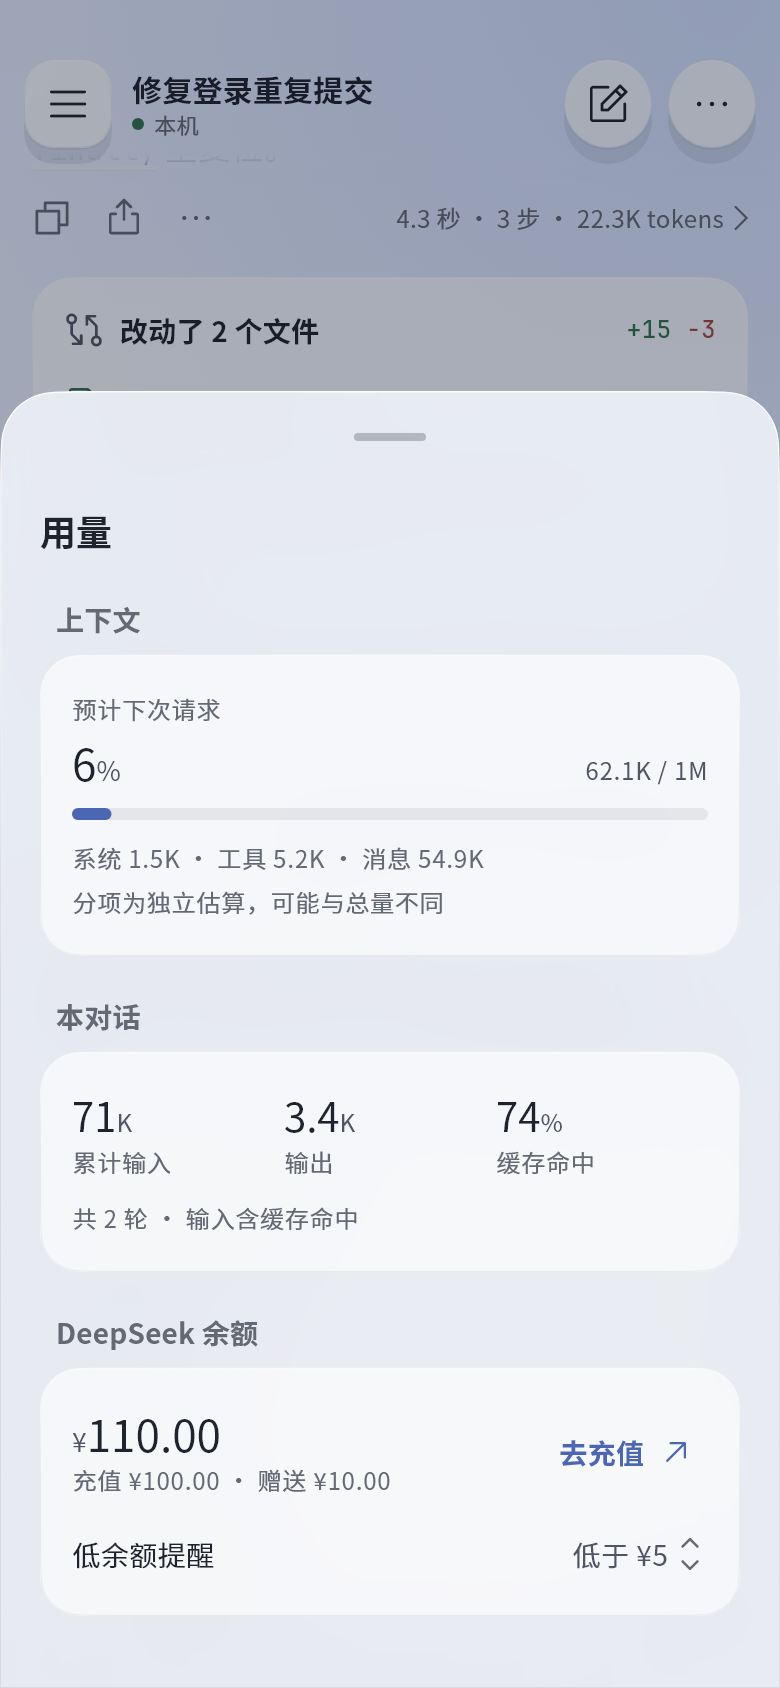 修复登录重复提交
本机
4.3 秒 · 3 步 · 22.3K tokens
改动了 2 个文件 +15 -3
用量
上下文
预计下次请求
6% 62.1K / 1M
系统 1.5K · 工具 5.2K · 消息 54.9K
分项为独立估算，可能与总量不同
本对话
71K 3.4K 74%
累计输入 输出 缓存命中
共 2 轮 · 输入含缓存命中
DeepSeek 余额
¥110.00 去充值
充值 ¥100.00 · 赠送 ¥10.00
低余额提醒 低于 ¥5